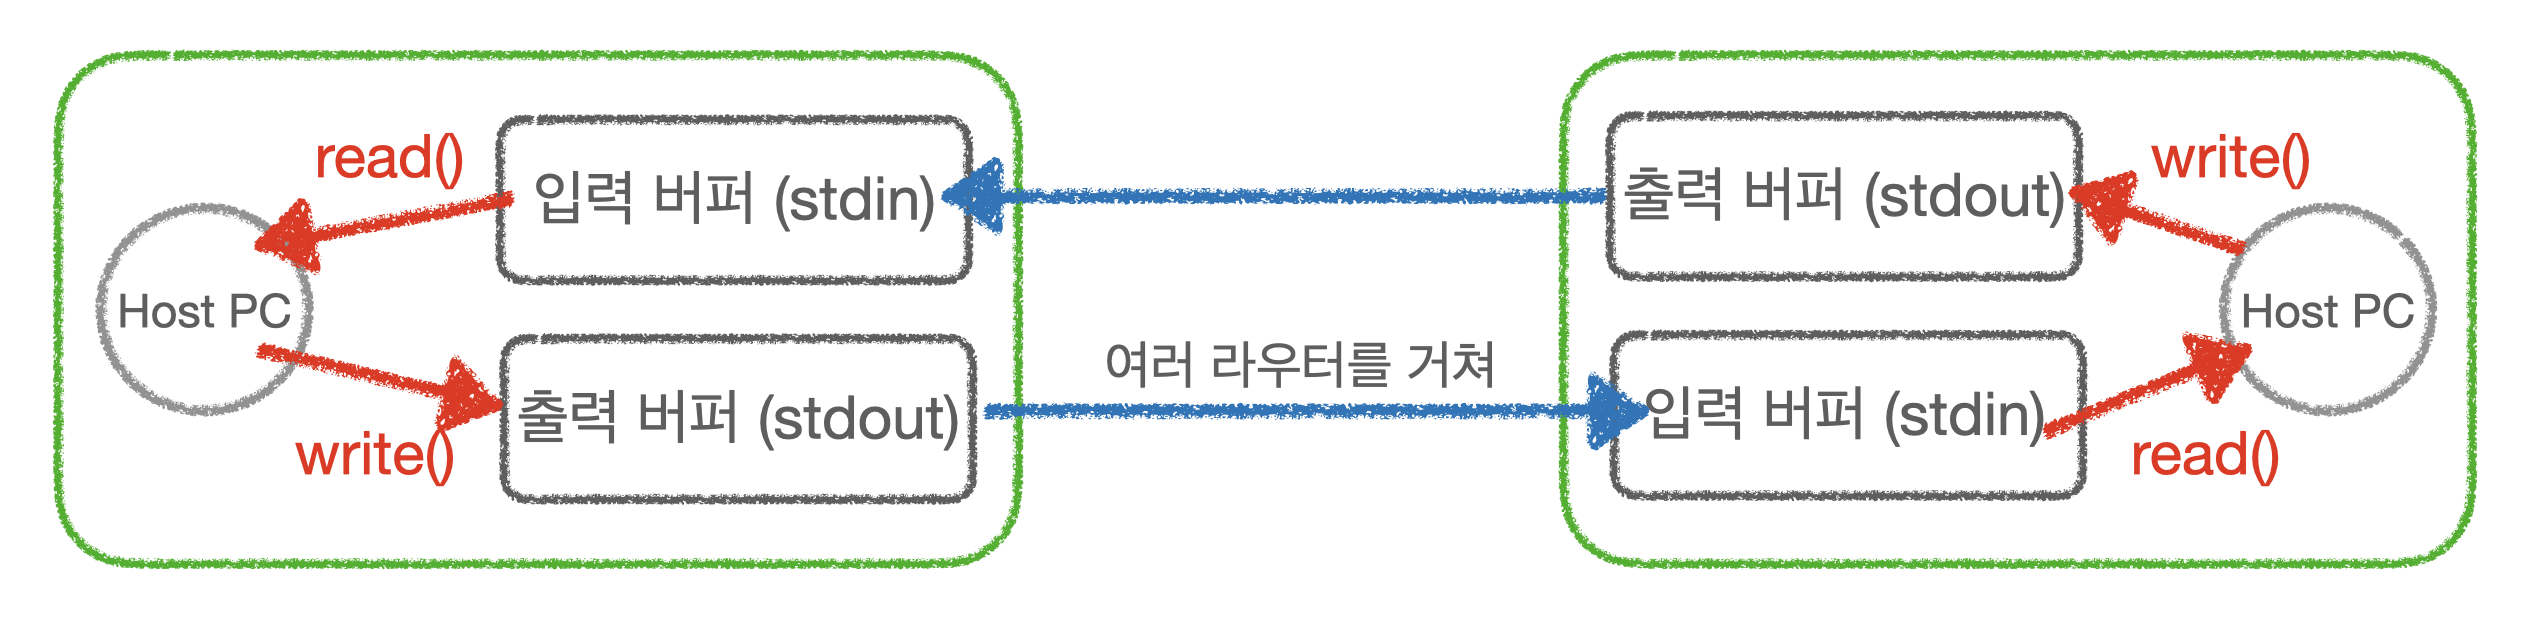 read()
입력 버퍼 (stdin)
Host PC
출력 버퍼 (stdout)
write()
여러 라우터를 거쳐
출력 버퍼 (stdout)
write()
Host PC
입력 버퍼 (stdin)
read()